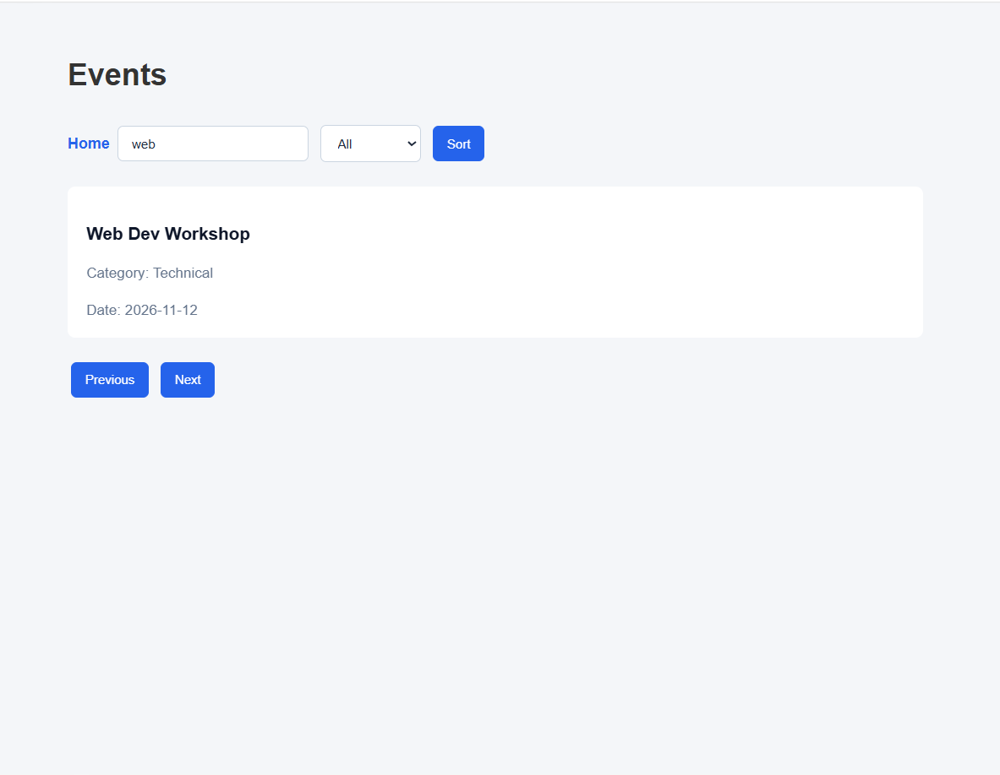 Events
Home web All Sort
Web Dev Workshop
Category: Technical
Date: 2026-11-12
Previous Next